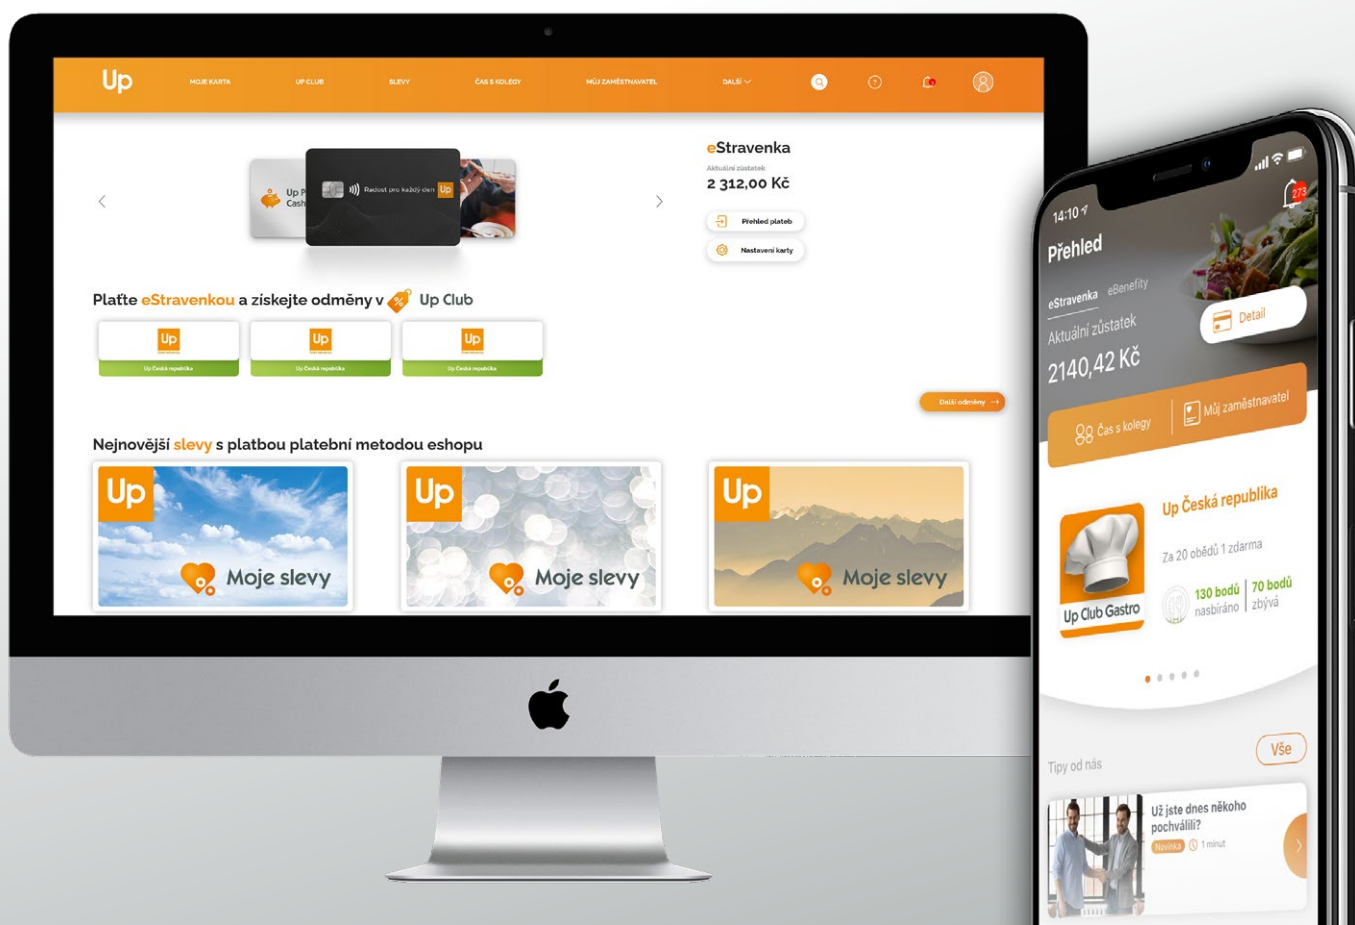 Up
MOJE KARTA
UP CLUB
SLEVY
ČAS S KOLEGY
MŮJ ZAMĚSTNAVATEL
DALŠÍ
Up P
Cash
Radost pro každý den Up
eStravenka
Aktuální zůstatek
2 312,00 Kč
Přehled plateb
Nastavení karty
Plaťte eStravenkou a získejte odměny v % Up Club
Up
Up
Up
Up Česká republika
Up Česká republika
Up Česká republika
Další odměny →
Nejnovější slevy s platbou platební metodou eshopu
Up
Moje slevy
Up
Moje slevy
Up
Moje slevy
14:10
273
Přehled
eStravenka eBenefity
Aktuální zůstatek
2140,42 Kč
Detail
Čas s kolegy
Můj zaměstnavatel
Up Česká republika
Za 20 obědů 1 zdarma
130 bodů 70 bodů
nasbíráno zbývá
Up Club Gastro
Tipy od nás
Vše
Už jste dnes někoho
pochválili?
Novinka 1 minut